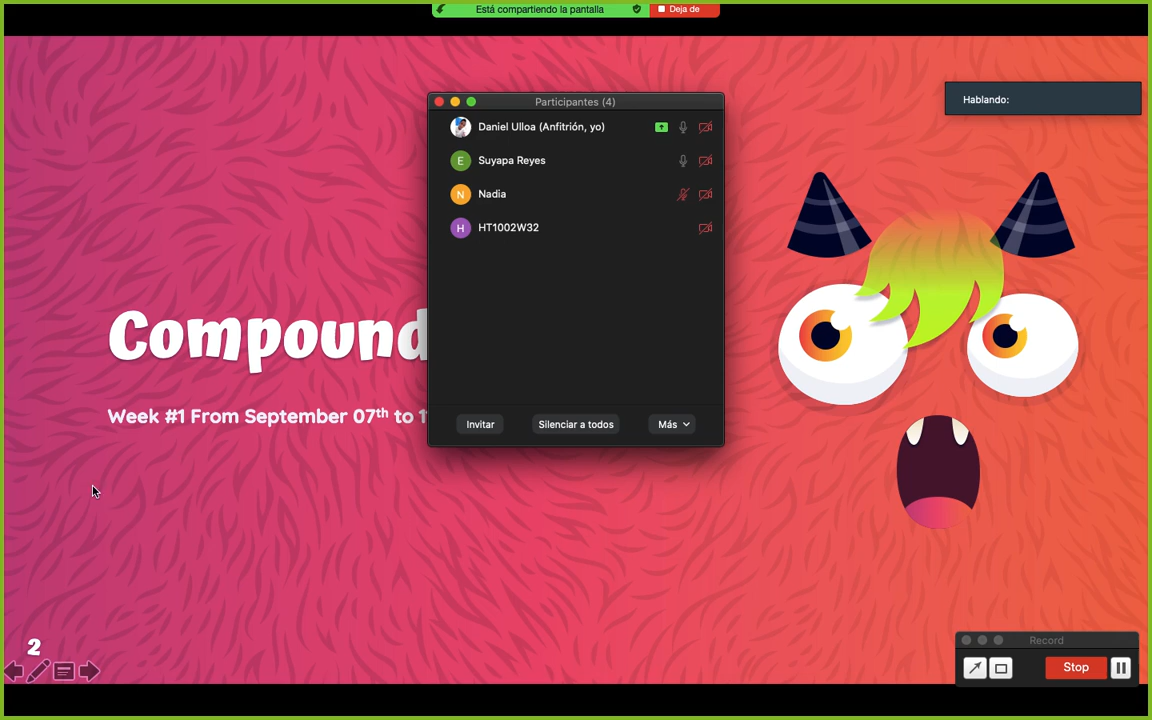 Está compartiendo la pantalla
Deja de
Participantes (4)
Hablando:
Daniel Ulloa (Anfitrión, yo)
E Suyapa Reyes
N Nadia
H HT1002W32
Compound
Week #1 From September 07th to 1
Invitar
Silenciar a todos
Más
2
Record
Stop